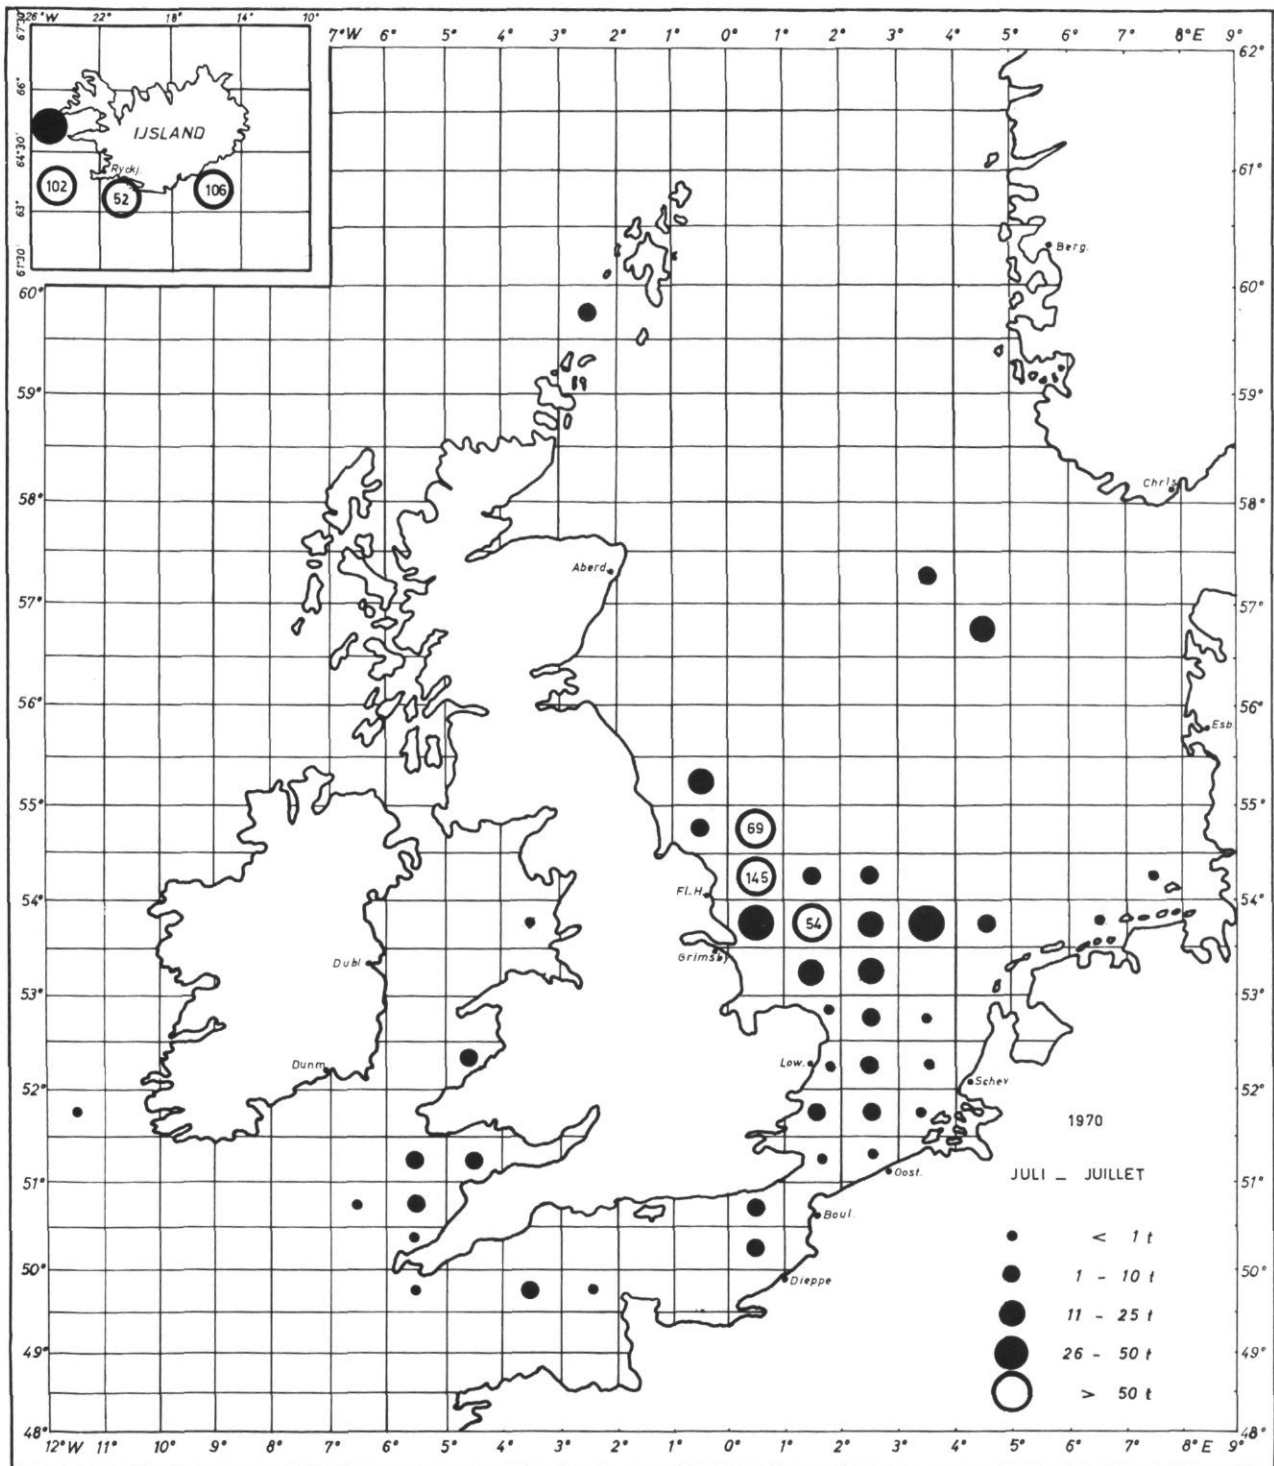 26°W 22° 18° 14° 10°
66°
64°30'
63°
61°30'
IJSLAND
Ryckj.
102
52
106
7°W 6° 5° 4° 3° 2° 1° 0° 1° 2° 3° 4° 5° 6° 7° 8°E 9°
62°
61°
60° 60°
59° 59°
58° 58°
57° 57°
56° 56°
55° 55°
54° 54°
53° 53°
52° 52°
51° 51°
50° 50°
49° 49°
48° 48°
Berg.
Chris
Aberd.
Esb.
69
145
Fl.H.
54
Grimsby
Dubl
Dunm
Low.
Schev.
Oost.
Boul.
Dieppe
1970
JULI _ JUILLET
< 1 t
1 - 10 t
11 - 25 t
26 - 50 t
> 50 t
12°W 11° 10° 9° 8° 7° 6° 5° 4° 3° 2° 1° 0° 1° 2° 3° 4° 5° 6° 7° 8°E 9°